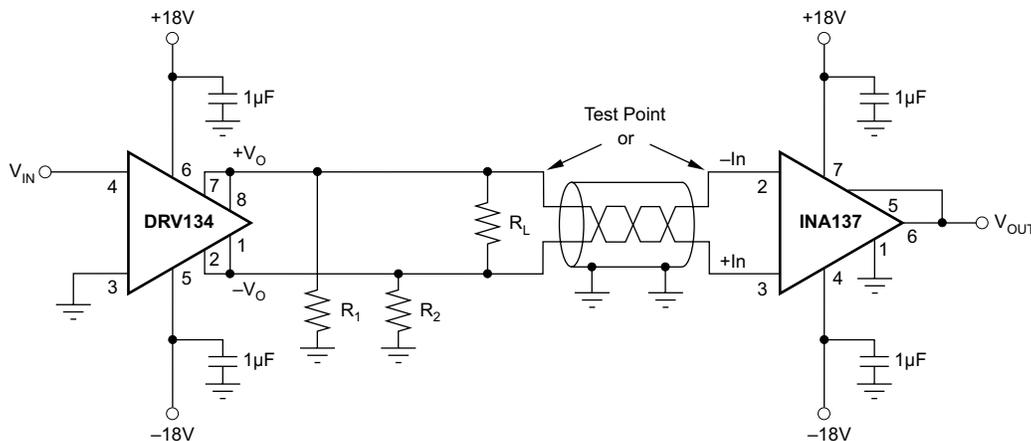 +18V
+18V
1µF
1µF
Test Point
or
V_IN
4
6
+V_O
7
8
–In
2
7
DRV134
R_L
INA137
5
6
V_OUT
1
1
2
3
5
–V_O
+In
3
4
R_1
R_2
1µF
1µF
–18V
–18V